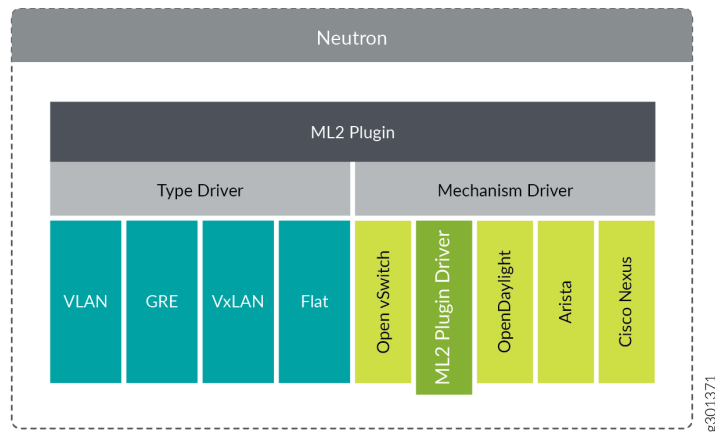 Neutron
ML2 Plugin
Type Driver
Mechanism Driver
VLAN
GRE
VxLAN
Flat
Open vSwitch
ML2 Plugin Driver
OpenDaylight
Arista
Cisco Nexus
g301371